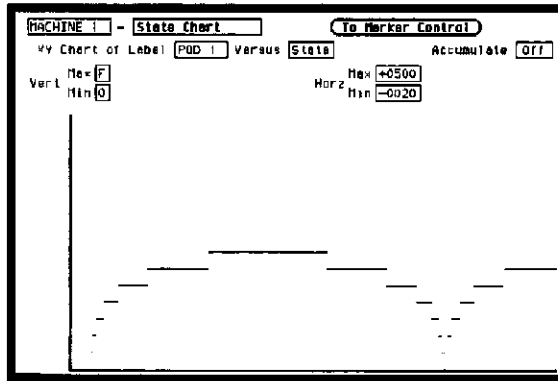 MACHINE 1 - State Chart To Marker Control
XY Chart of Label POD 1 Versus State Accumulate Off
Vert Max F Horz Max +0500
Min 0 Min -0020